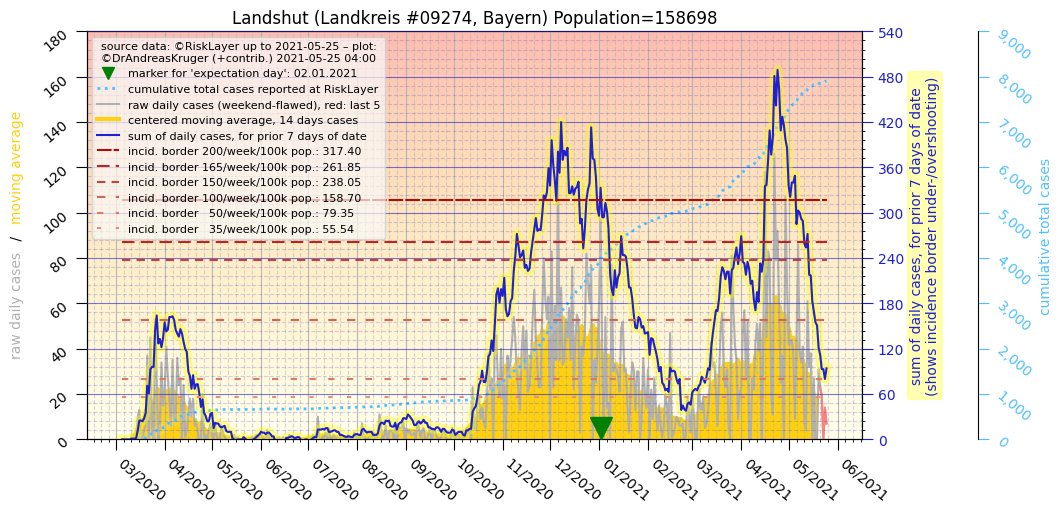 Landshut (Landkreis #09274, Bayern) Population=158698
source data: ©RiskLayer up to 2021-05-25 – plot:
©DrAndreasKruger (+contrib.) 2021-05-25 04:00
marker for 'expectation day': 02.01.2021
cumulative total cases reported at RiskLayer
raw daily cases (weekend-flawed), red: last 5
centered moving average, 14 days cases
sum of daily cases, for prior 7 days of date
incid. border 200/week/100k pop.: 317.40
incid. border 165/week/100k pop.: 261.85
incid. border 150/week/100k pop.: 238.05
incid. border 100/week/100k pop.: 158.70
incid. border   50/week/100k pop.: 79.35
incid. border   35/week/100k pop.: 55.54
raw daily cases / moving average
180
160
140
120
100
80
60
40
20
0
03/2020
04/2020
05/2020
06/2020
07/2020
08/2020
09/2020
10/2020
11/2020
12/2020
01/2021
02/2021
03/2021
04/2021
05/2021
06/2021
540
480
420
360
300
240
180
120
60
0
sum of daily cases, for prior 7 days of date
(shows incidence border under-/overshooting)
9,000
8,000
7,000
6,000
5,000
4,000
3,000
2,000
1,000
0
cumulative total cases